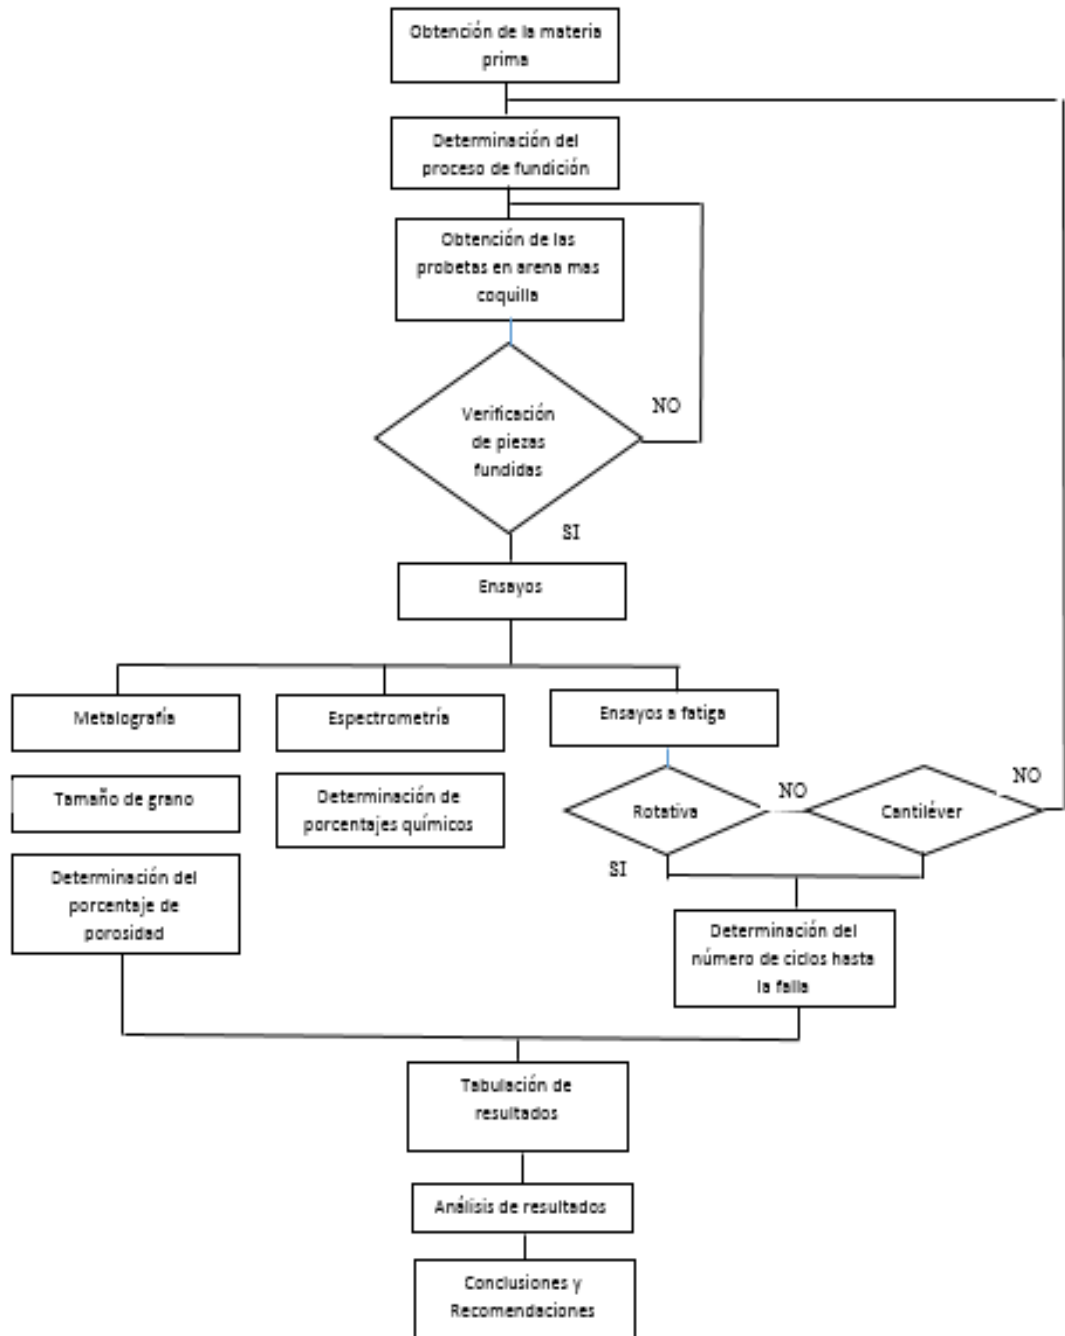 Obtención de la materia
prima
Determinación del
proceso de fundición
Obtención de las
probetas en arena mas
coquilla
Verificación
de piezas
fundidas
NO
SI
Ensayos
Metalografía
Espectrometría
Ensayos a fatiga
Tamaño de grano
Determinación de
porcentajes químicos
Rotativa
NO
Cantiléver
NO
SI
Determinación del
porcentaje de
porosidad
Determinación del
número de ciclos hasta
la falla
Tabulación de
resultados
Análisis de resultados
Conclusiones y
Recomendaciones